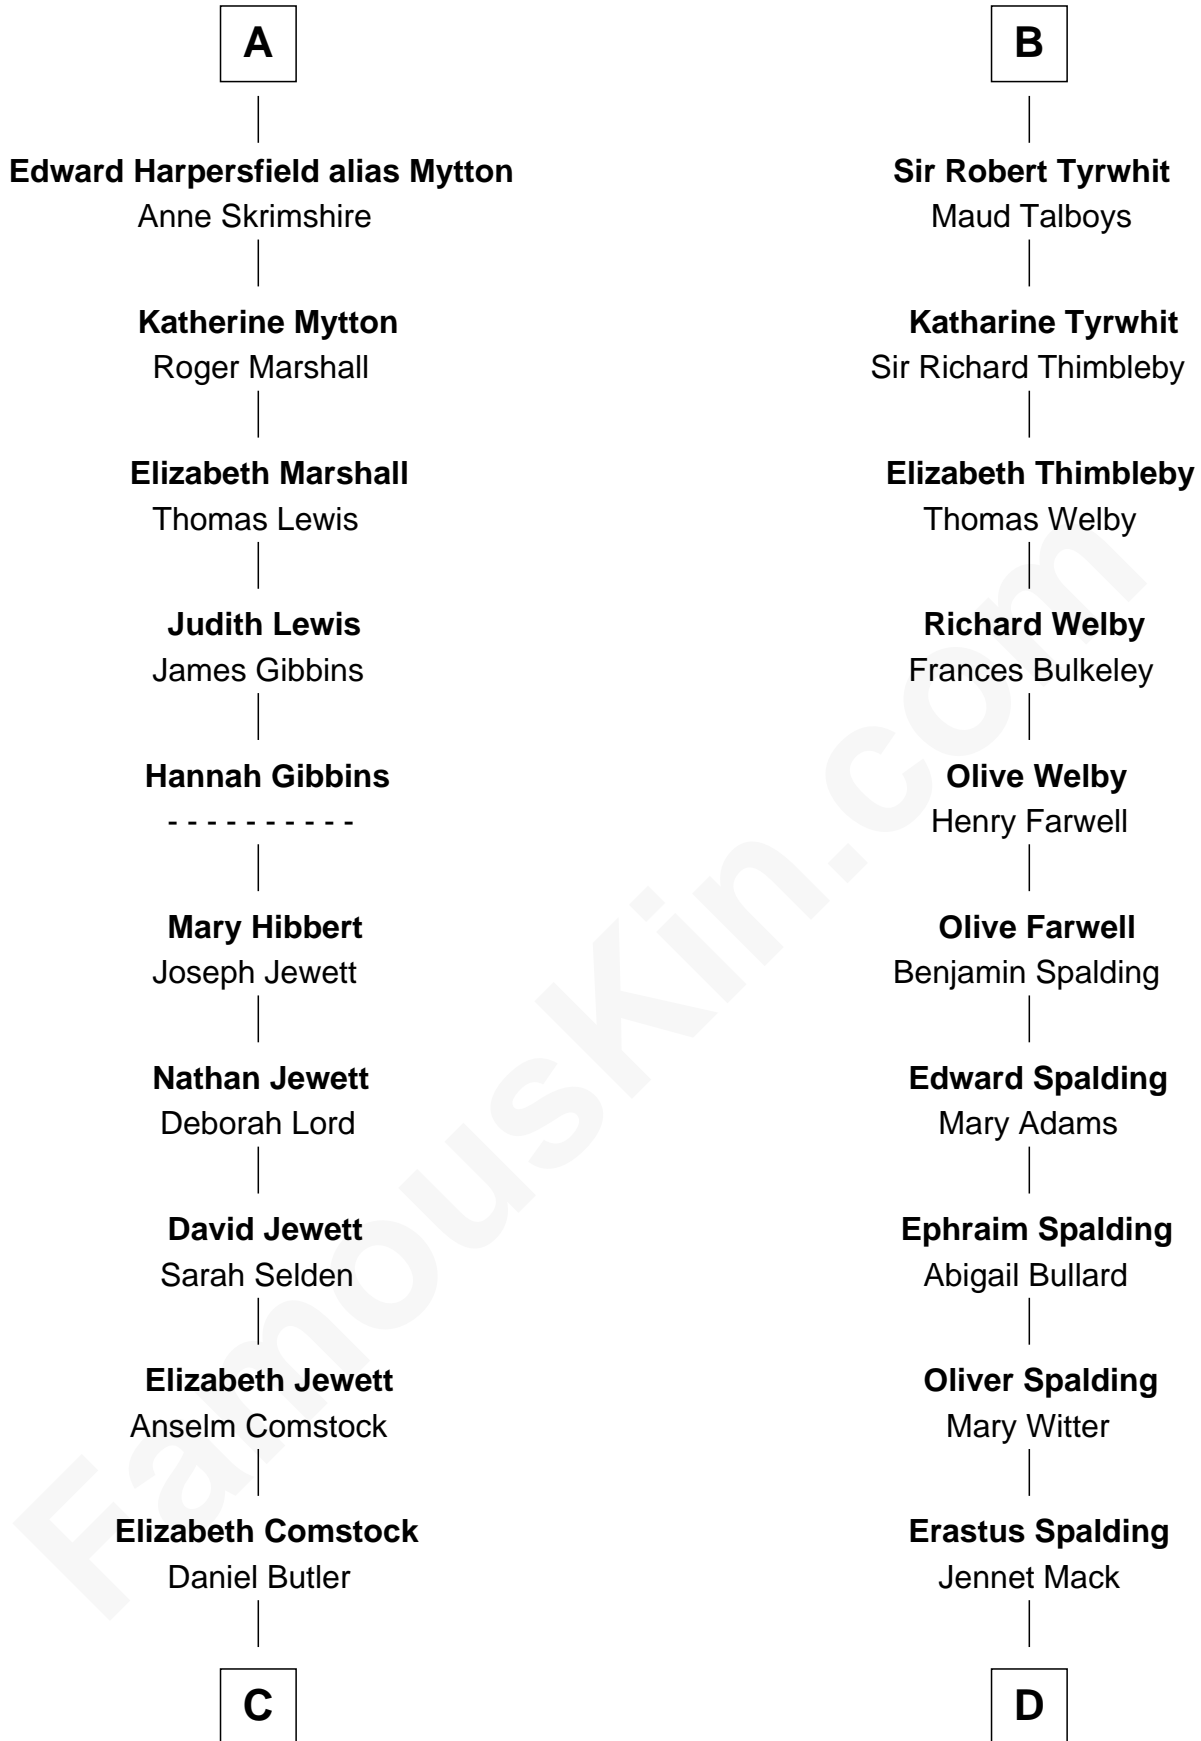 A
Edward Harpersfield alias Mytton
Anne Skrimshire
Katherine Mytton
Roger Marshall
Elizabeth Marshall
Thomas Lewis
Judith Lewis
James Gibbins
Hannah Gibbins
- - - - - - - - - -
Mary Hibbert
Joseph Jewett
Nathan Jewett
Deborah Lord
David Jewett
Sarah Selden
Elizabeth Jewett
Anselm Comstock
Elizabeth Comstock
Daniel Butler
C
B
Sir Robert Tyrwhit
Maud Talboys
Katharine Tyrwhit
Sir Richard Thimbleby
Elizabeth Thimbleby
Thomas Welby
Richard Welby
Frances Bulkeley
Olive Welby
Henry Farwell
Olive Farwell
Benjamin Spalding
Edward Spalding
Mary Adams
Ephraim Spalding
Abigail Bullard
Oliver Spalding
Mary Witter
Erastus Spalding
Jennet Mack
D
FamousKin.com